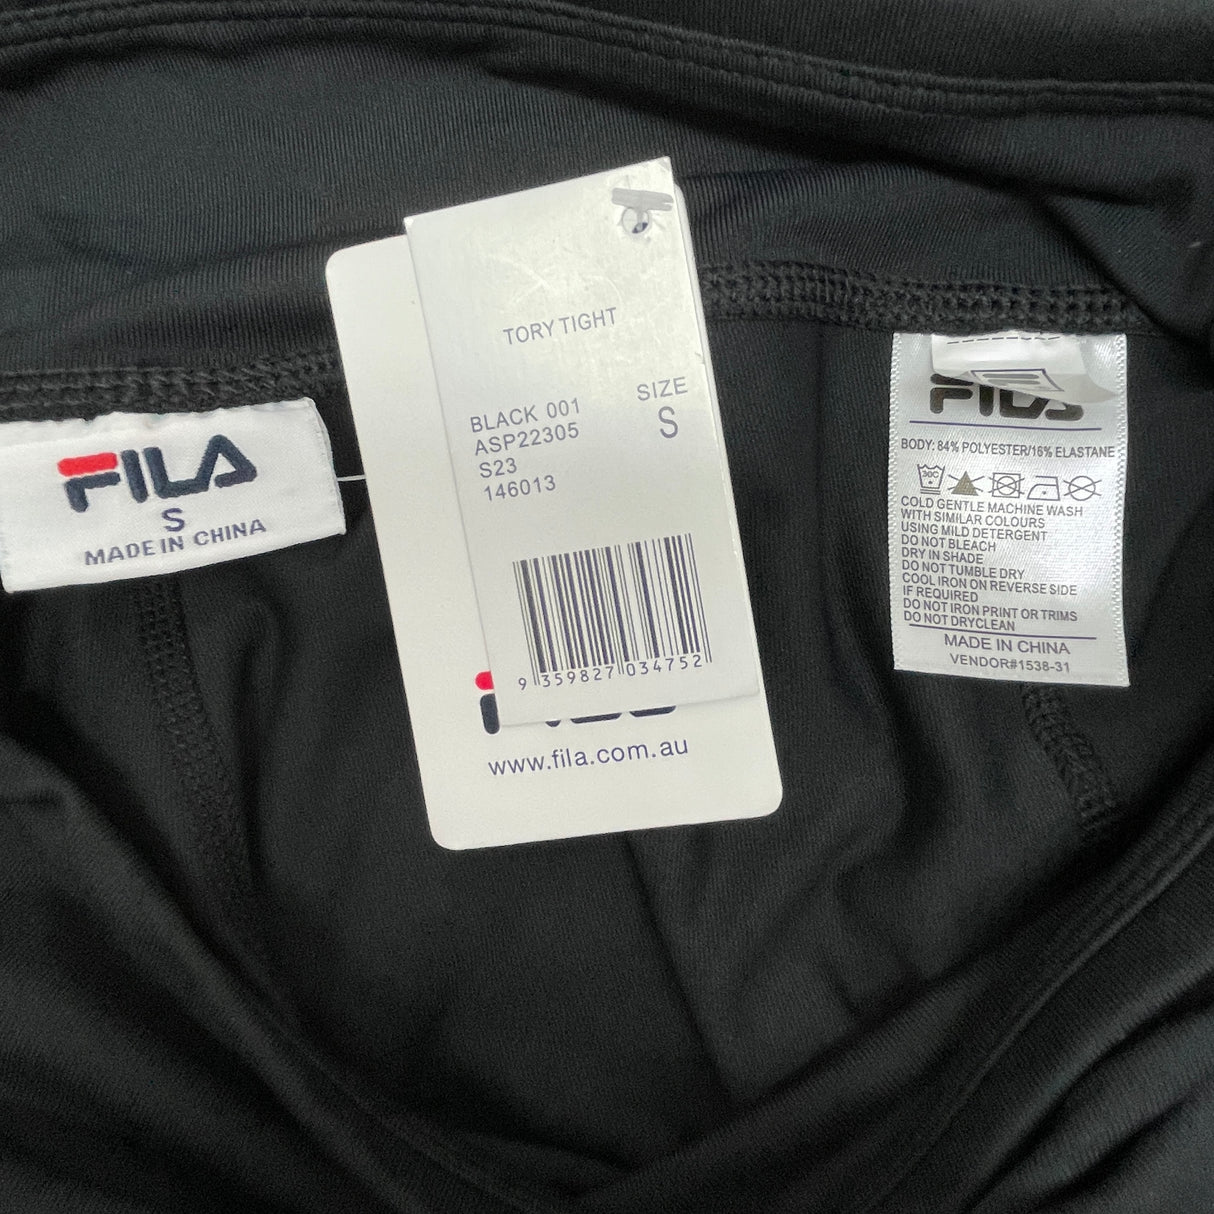 FILA
S
MADE IN CHINA
TORY TIGHT
SIZE
S
BLACK 001
ASP22305
S23
146013
9 359827 034752
www.fila.com.au
FILA
BODY: 84% POLYESTER/16% ELASTANE
30C
COLD GENTLE MACHINE WASH
WITH SIMILAR COLOURS
USING MILD DETERGENT
DO NOT BLEACH
DRY IN SHADE
DO NOT TUMBLE DRY
COOL IRON ON REVERSE SIDE
IF REQUIRED
DO NOT IRON PRINT OR TRIMS
DO NOT DRYCLEAN
MADE IN CHINA
VENDOR#1538-31